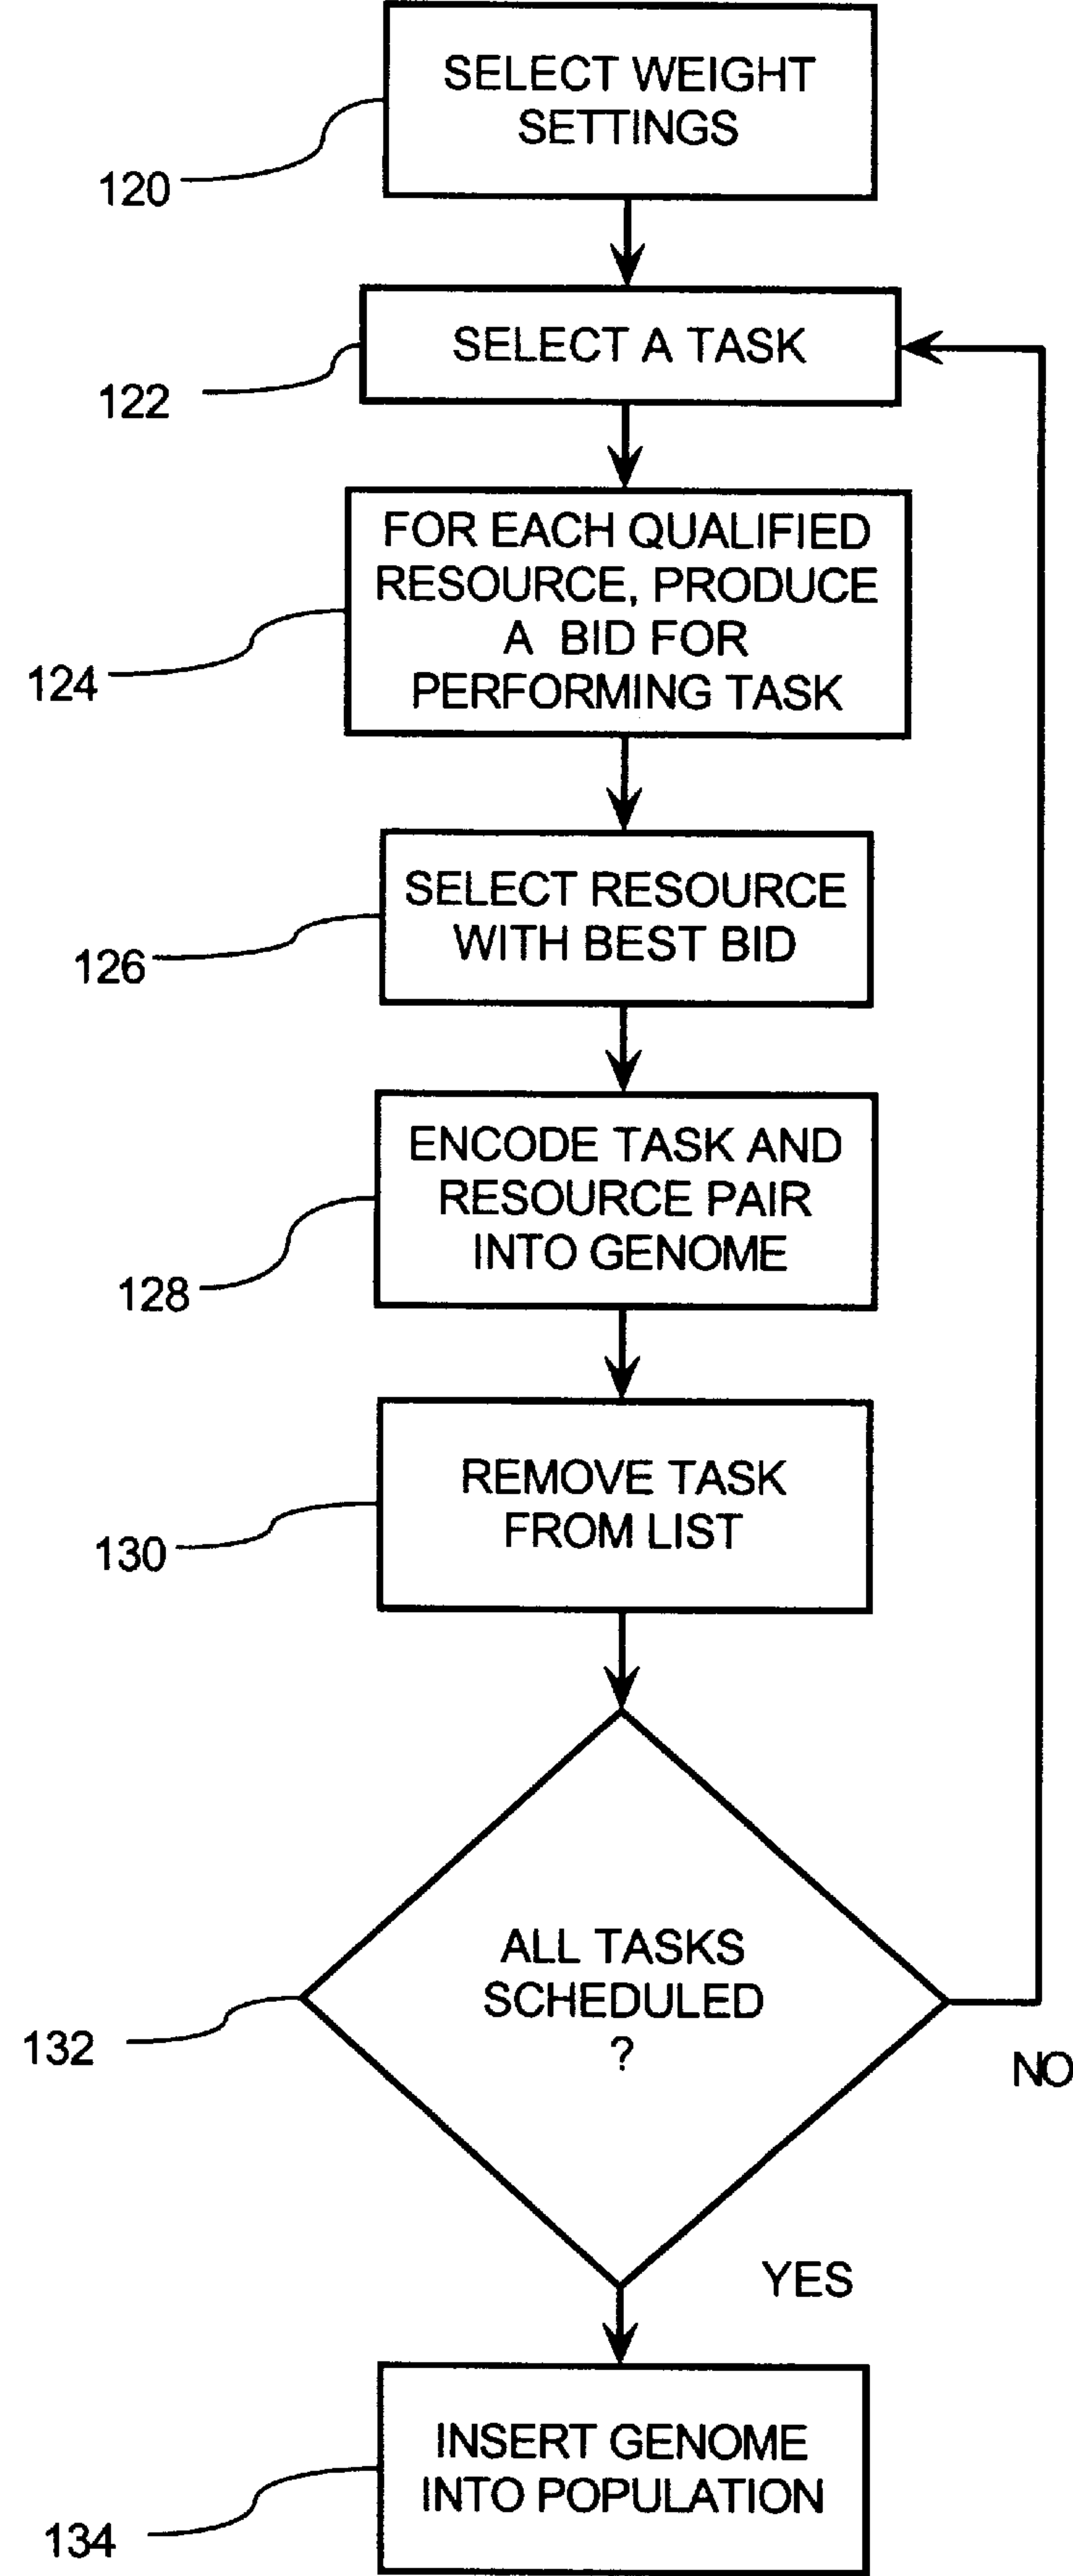 SELECT WEIGHT
SETTINGS
120
SELECT A TASK
122
FOR EACH QUALIFIED
RESOURCE, PRODUCE
A BID FOR
PERFORMING TASK
124
SELECT RESOURCE
WITH BEST BID
126
ENCODE TASK AND
RESOURCE PAIR
INTO GENOME
128
REMOVE TASK
FROM LIST
130
ALL TASKS
SCHEDULED
?
132
NO
YES
INSERT GENOME
INTO POPULATION
134